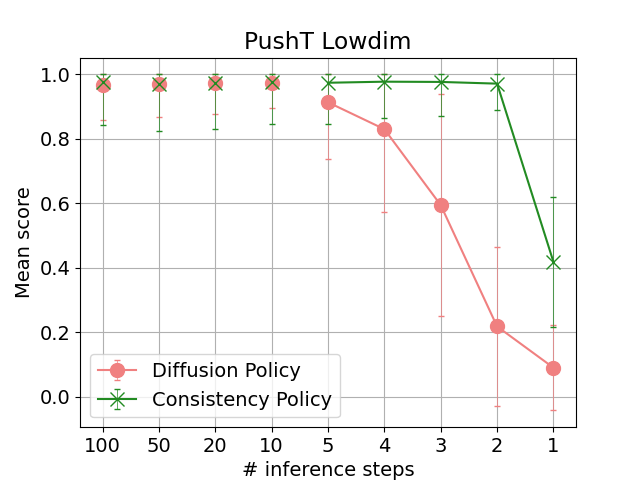 PushT Lowdim
Mean score
1.0
0.8
0.6
0.4
0.2
0.0
Diffusion Policy
Consistency Policy
100 50 20 10 5 4 3 2 1
# inference steps